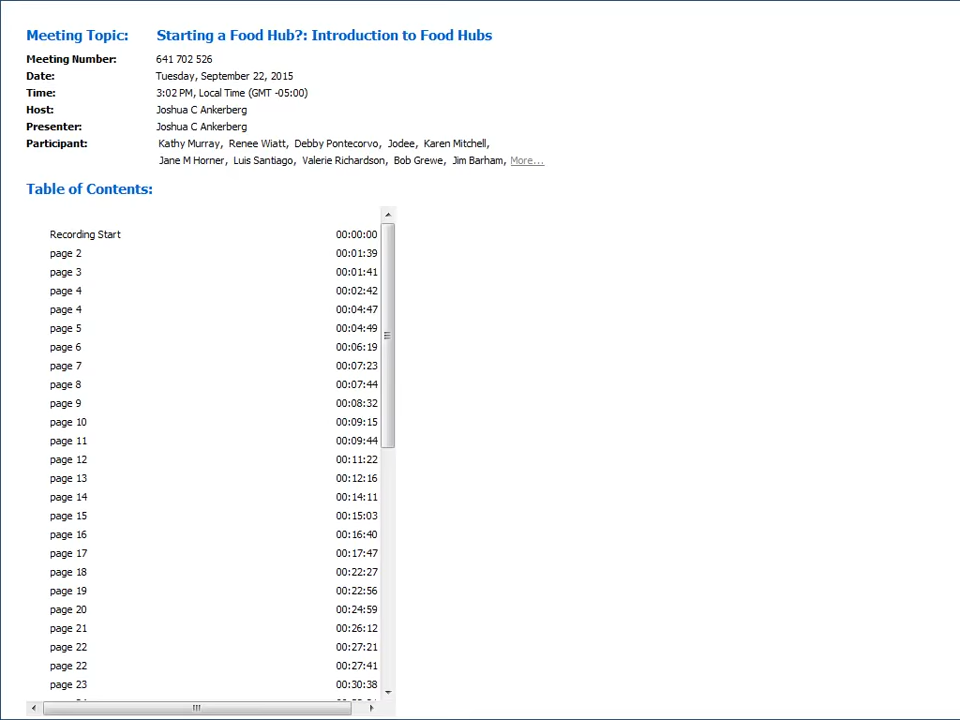 Meeting Topic: Starting a Food Hub?: Introduction to Food Hubs
Meeting Number: 641 702 526
Date: Tuesday, September 22, 2015
Time: 3:02 PM, Local Time (GMT -05:00)
Host: Joshua C Ankerberg
Presenter: Joshua C Ankerberg
Participant: Kathy Murray, Renee Wiatt, Debby Pontecorvo, Jodee, Karen Mitchell,
Jane M Horner, Luis Santiago, Valerie Richardson, Bob Grewe, Jim Barham, More...
Table of Contents:
Recording Start 00:00:00
page 2 00:01:39
page 3 00:01:41
page 4 00:02:42
page 4 00:04:47
page 5 00:04:49
page 6 00:06:19
page 7 00:07:23
page 8 00:07:44
page 9 00:08:32
page 10 00:09:15
page 11 00:09:44
page 12 00:11:22
page 13 00:12:16
page 14 00:14:11
page 15 00:15:03
page 16 00:16:40
page 17 00:17:47
page 18 00:22:27
page 19 00:22:56
page 20 00:24:59
page 21 00:26:12
page 22 00:27:21
page 22 00:27:41
page 23 00:30:38